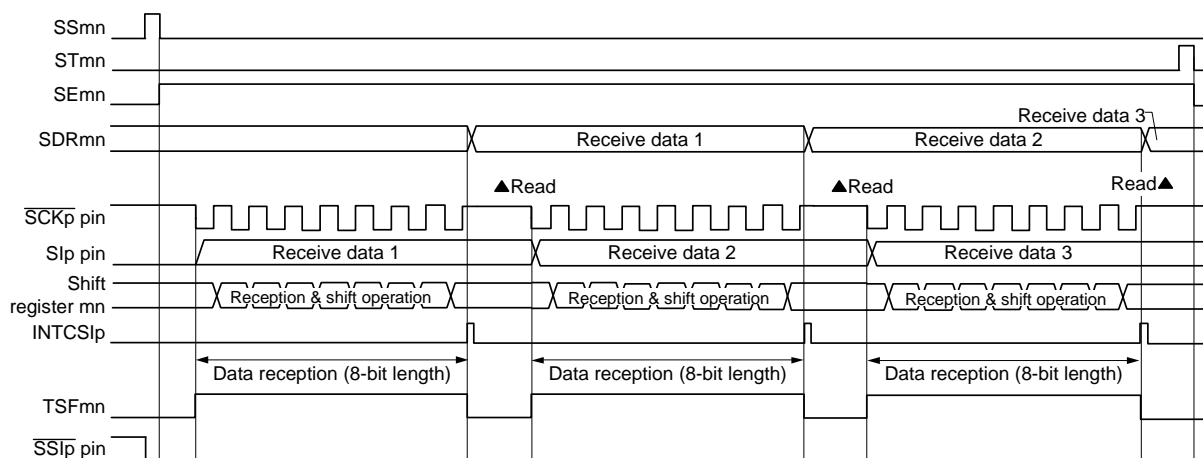 SSmn
STmn
SEmn
Receive data 3
SDRmn
Receive data 1
Receive data 2
▲Read
▲Read
Read▲
SCKp pin
SIp pin
Receive data 1
Receive data 2
Receive data 3
Shift
register mn
Reception & shift operation
Reception & shift operation
Reception & shift operation
INTCSIp
Data reception (8-bit length)
Data reception (8-bit length)
Data reception (8-bit length)
TSFmn
SSIp pin